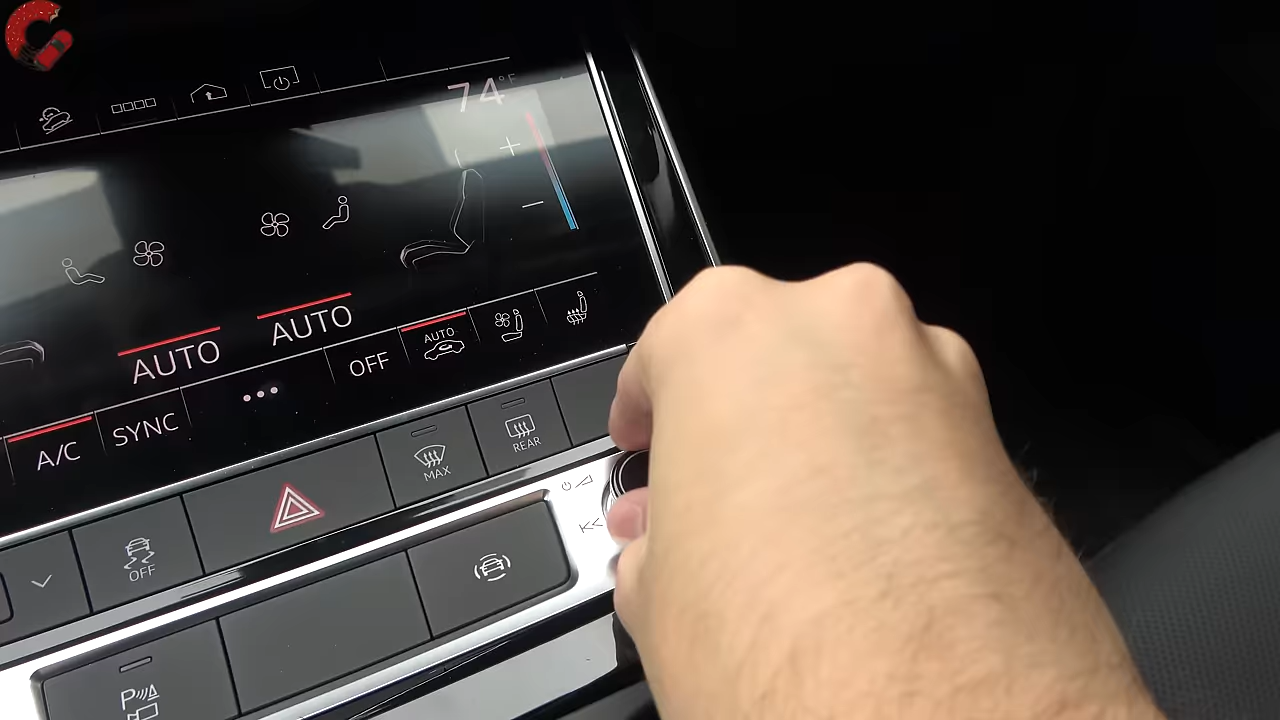 74°F
AUTO
AUTO
AUTO
OFF
SYNC
A/C
REAR
MAX
OFF
P